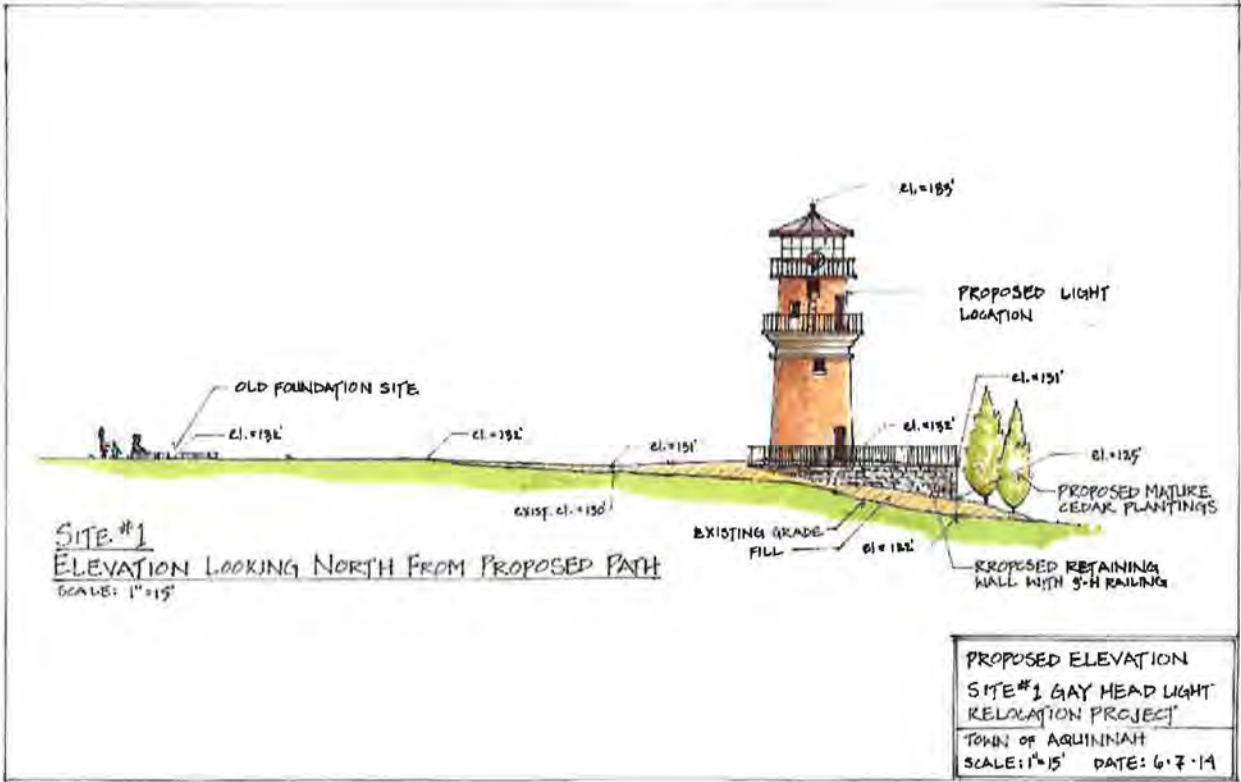 el.=183'
PROPOSED LIGHT
LOCATION
OLD FOUNDATION SITE
el.=132'
el.=132'
el.=131'
el.=132'
el.=131'
el.=125'
PROPOSED MATURE
CEDAR PLANTINGS
exist. el.=130'
EXISTING GRADE
FILL
el=122'
PROPOSED RETAINING
WALL WITH 3'-H RAILING
SITE #1
ELEVATION LOOKING NORTH FROM PROPOSED PATH
SCALE: 1"=15'
PROPOSED ELEVATION
SITE #1 GAY HEAD LIGHT
RELOCATION PROJECT
TOWN OF AQUINNAH
SCALE: 1"=15' DATE: 6·7·14